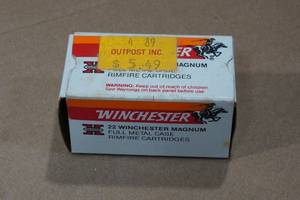 4 89
OUTPOST INC.
$ 5.49
WINCHESTER
MAGNUM
RIMFIRE CARTRIDGES
WARNING: Keep out of reach of children
See Warnings on back panel before use
WINCHESTER
22 WINCHESTER MAGNUM
FULL METAL CASE
RIMFIRE CARTRIDGES